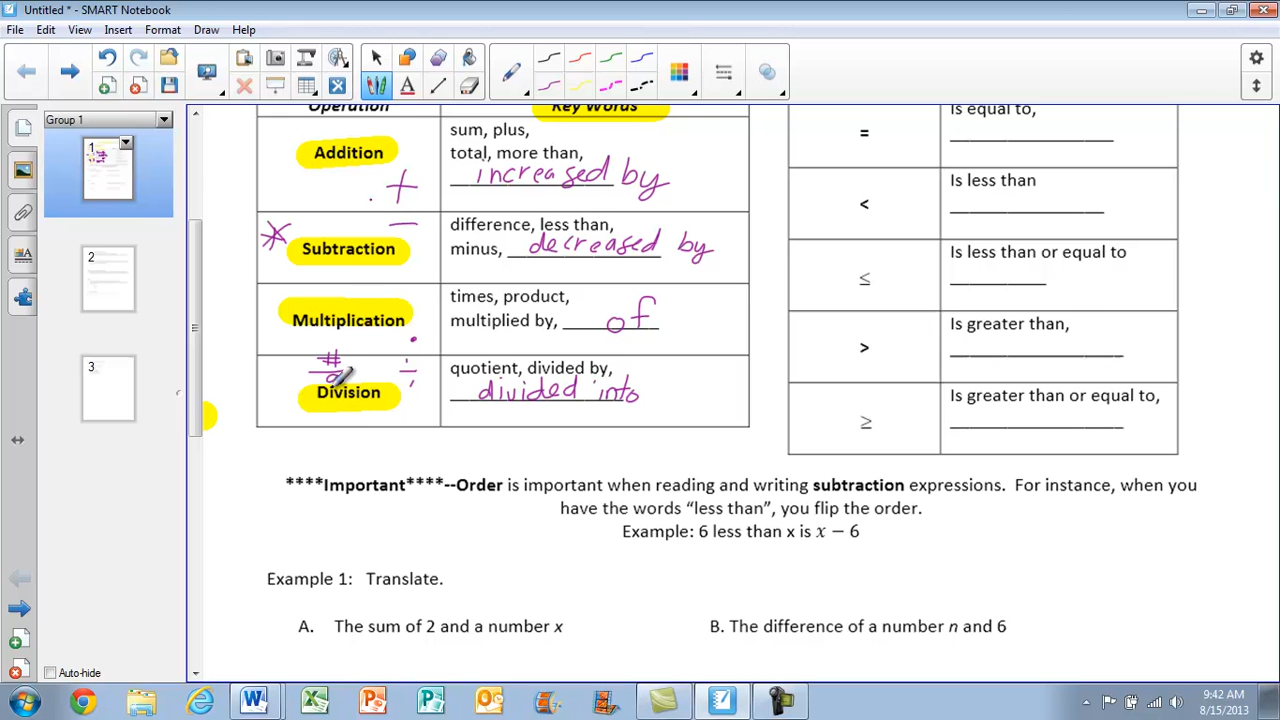 Untitled * - SMART Notebook
File Edit View Insert Format Draw Help
Group 1
1
2
3
Auto-hide
Operation Key Words
Addition
+
sum, plus,
total, more than,
increased by
* Subtraction
−
difference, less than,
minus, decreased by
Multiplication
·
times, product,
multiplied by, of
#
÷
Division
quotient, divided by,
divided into
= Is equal to,
< Is less than
≤ Is less than or equal to
> Is greater than,
≥ Is greater than or equal to,
****Important****--Order is important when reading and writing subtraction expressions. For instance, when you
have the words “less than”, you flip the order.
Example: 6 less than x is x − 6
Example 1: Translate.
A. The sum of 2 and a number x
B. The difference of a number n and 6
9:42 AM
8/15/2013